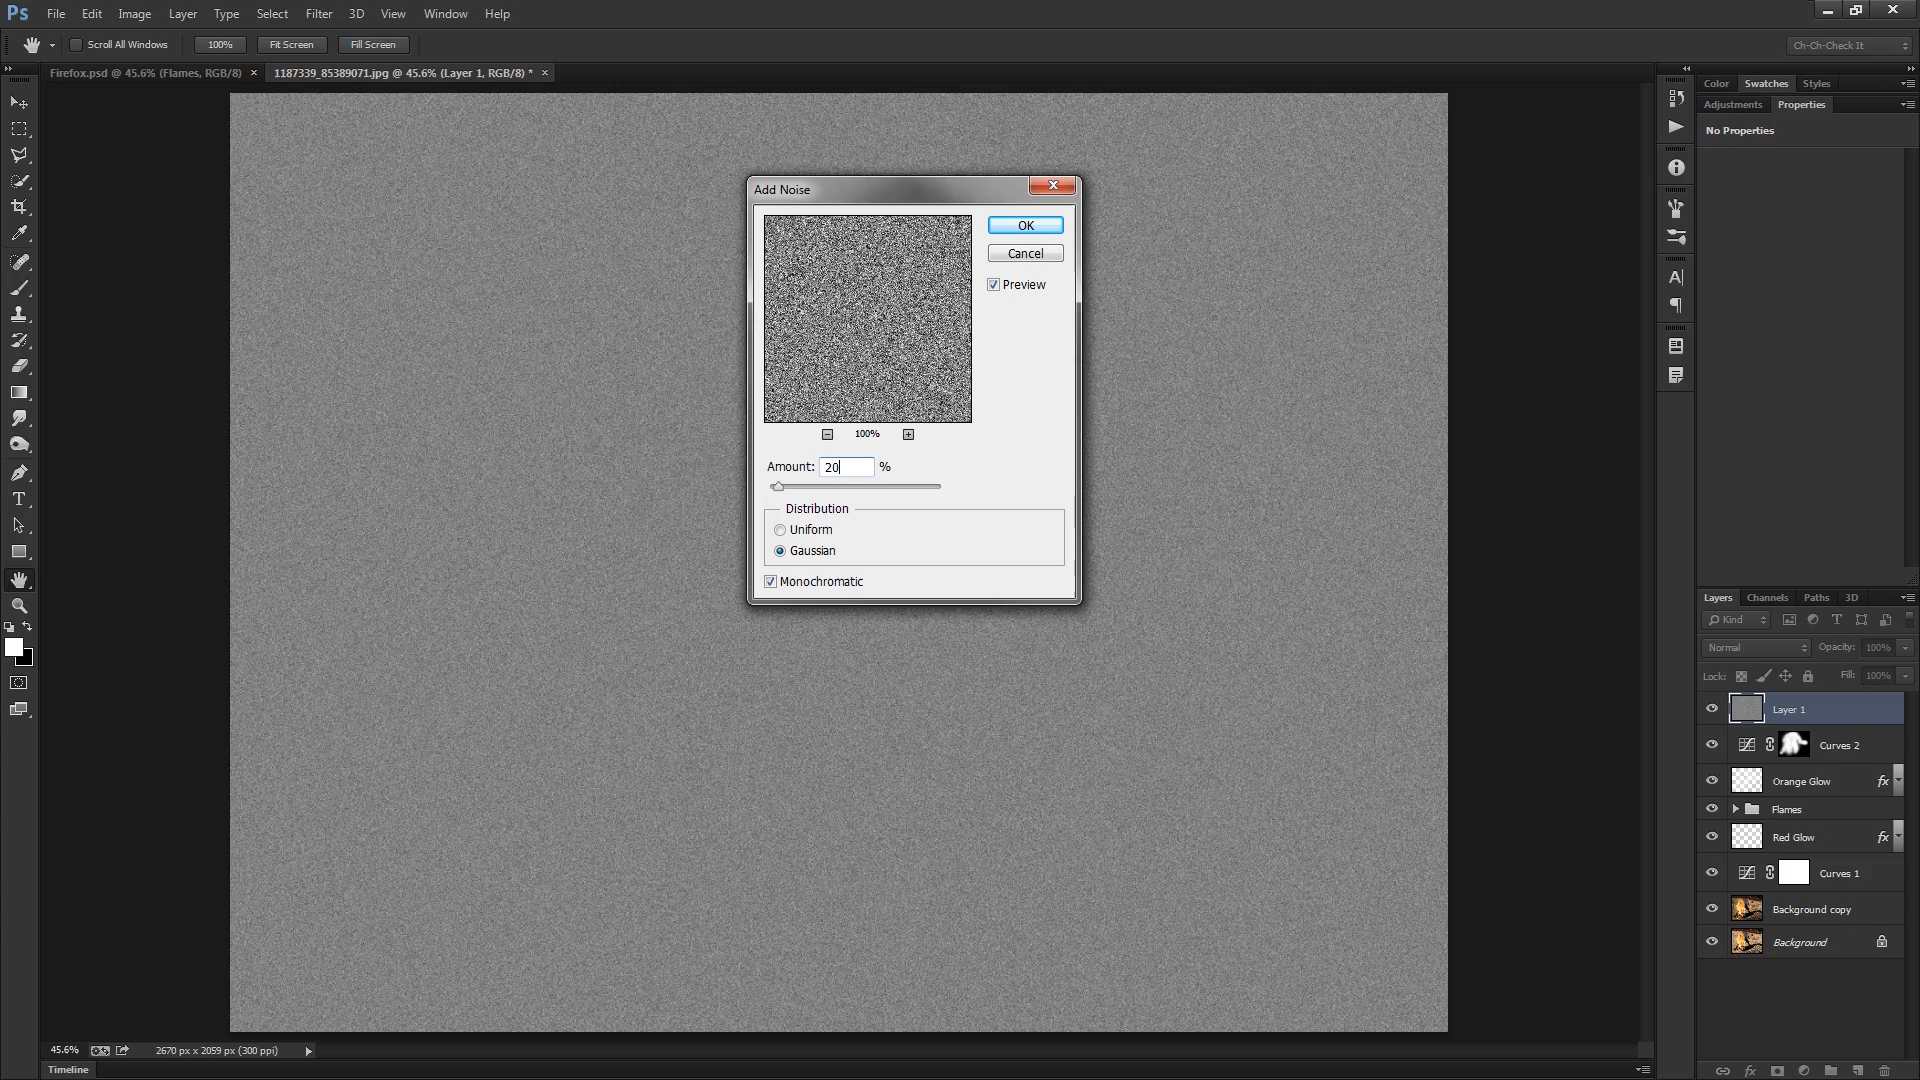 Ps File Edit Image Layer Type Select Filter 3D View Window Help
Scroll All Windows 100% Fit Screen Fill Screen Ch-Ch-Check It
Firefox.psd @ 45.6% (Flames, RGB/8) × 1187339_85389071.jpg @ 45.6% (Layer 1, RGB/8) * ×
Color Swatches Styles
Adjustments Properties
No Properties
Add Noise
OK
Cancel
Preview
100%
Amount: 20 %
Distribution
Uniform
Gaussian
Monochromatic
Layers Channels Paths 3D
Kind
Normal Opacity: 100%
Lock: Fill: 100%
Layer 1
Curves 2
Orange Glow fx
Flames
Red Glow fx
Curves 1
Background copy
Background
45.6% 2670 px x 2059 px (300 ppi)
Timeline